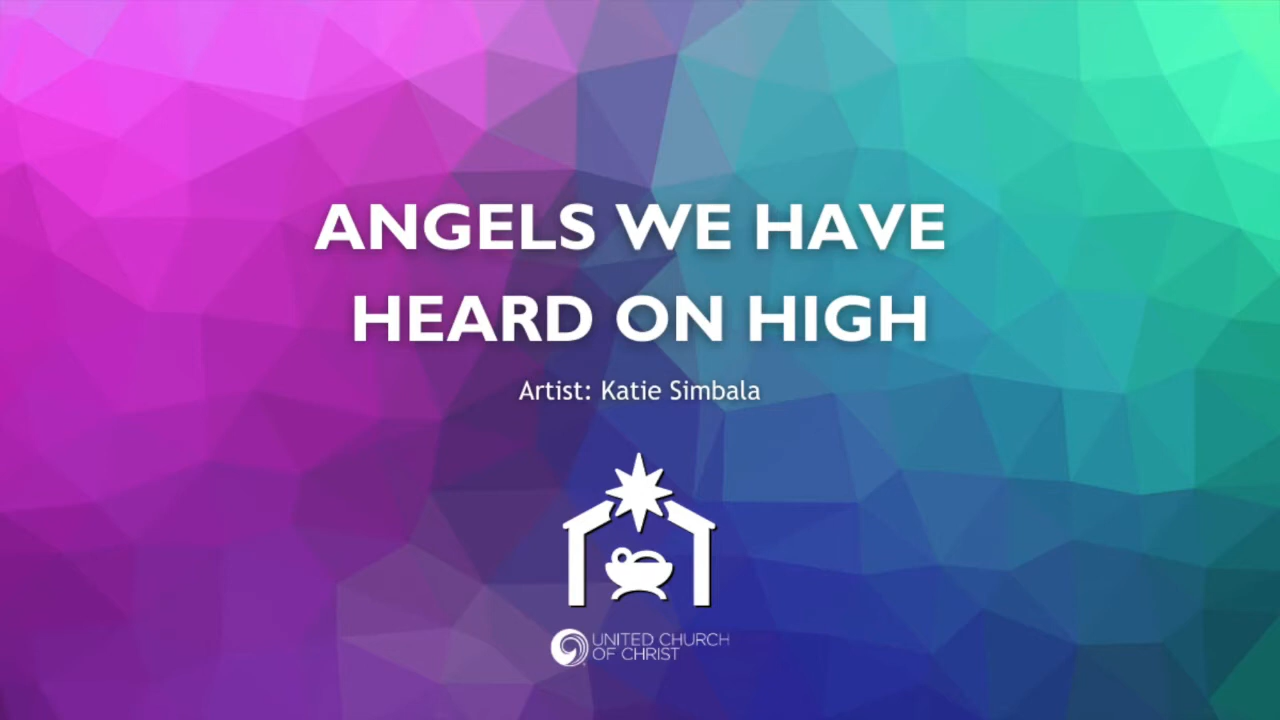 ANGELS WE HAVE
HEARD ON HIGH
Artist: Katie Simbala
UNITED CHURCH
OF CHRIST